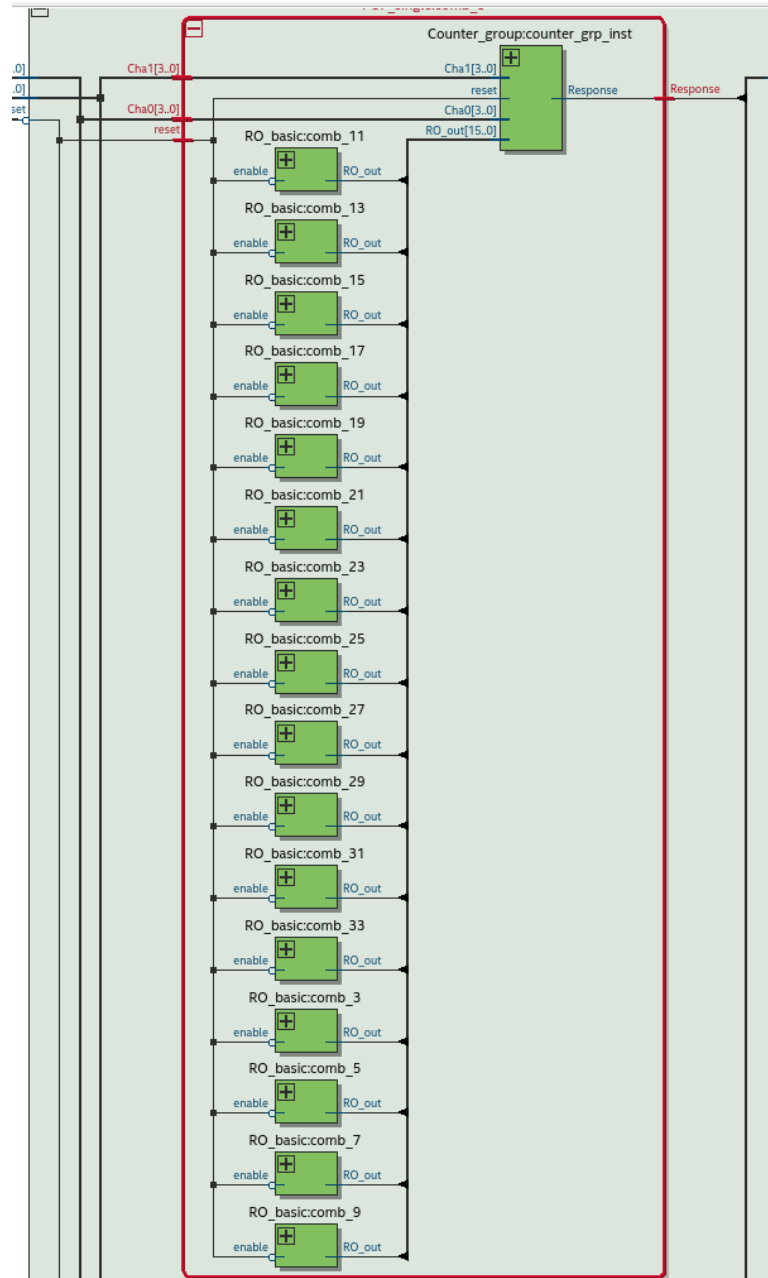 Counter_group:counter_grp_inst
.0]
Cha1[3..0]
Cha1[3..0]
.0]
reset
Response
Response
set
Cha0[3..0]
Cha0[3..0]
reset
RO_out[15..0]
RO_basic:comb_11
enable
RO_out
RO_basic:comb_13
enable
RO_out
RO_basic:comb_15
enable
RO_out
RO_basic:comb_17
enable
RO_out
RO_basic:comb_19
enable
RO_out
RO_basic:comb_21
enable
RO_out
RO_basic:comb_23
enable
RO_out
RO_basic:comb_25
enable
RO_out
RO_basic:comb_27
enable
RO_out
RO_basic:comb_29
enable
RO_out
RO_basic:comb_31
enable
RO_out
RO_basic:comb_33
enable
RO_out
RO_basic:comb_3
enable
RO_out
RO_basic:comb_5
enable
RO_out
RO_basic:comb_7
enable
RO_out
RO_basic:comb_9
enable
RO_out